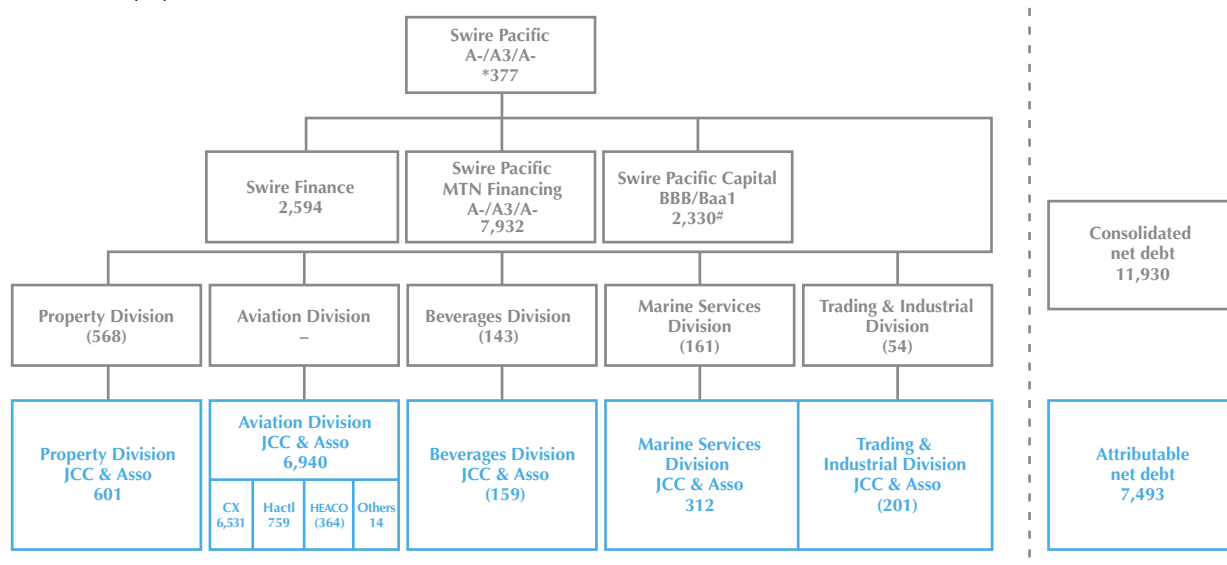 Swire Pacific
A-/A3/A-
*377
Swire Finance
2,594
Swire Pacific
MTN Financing
A-/A3/A-
7,932
Swire Pacific Capital
BBB/Baa1
2,330#
Consolidated
net debt
11,930
Property Division
(568)
Aviation Division
–
Beverages Division
(143)
Marine Services
Division
(161)
Trading & Industrial
Division
(54)
Property Division
JCC & Asso
601
Aviation Division
JCC & Asso
6,940
CX
6,531
Hactl
759
HEACO
(364)
Others
14
Beverages Division
JCC & Asso
(159)
Marine Services
Division
JCC & Asso
312
Trading &
Industrial Division
JCC & Asso
(201)
Attributable
net debt
7,493